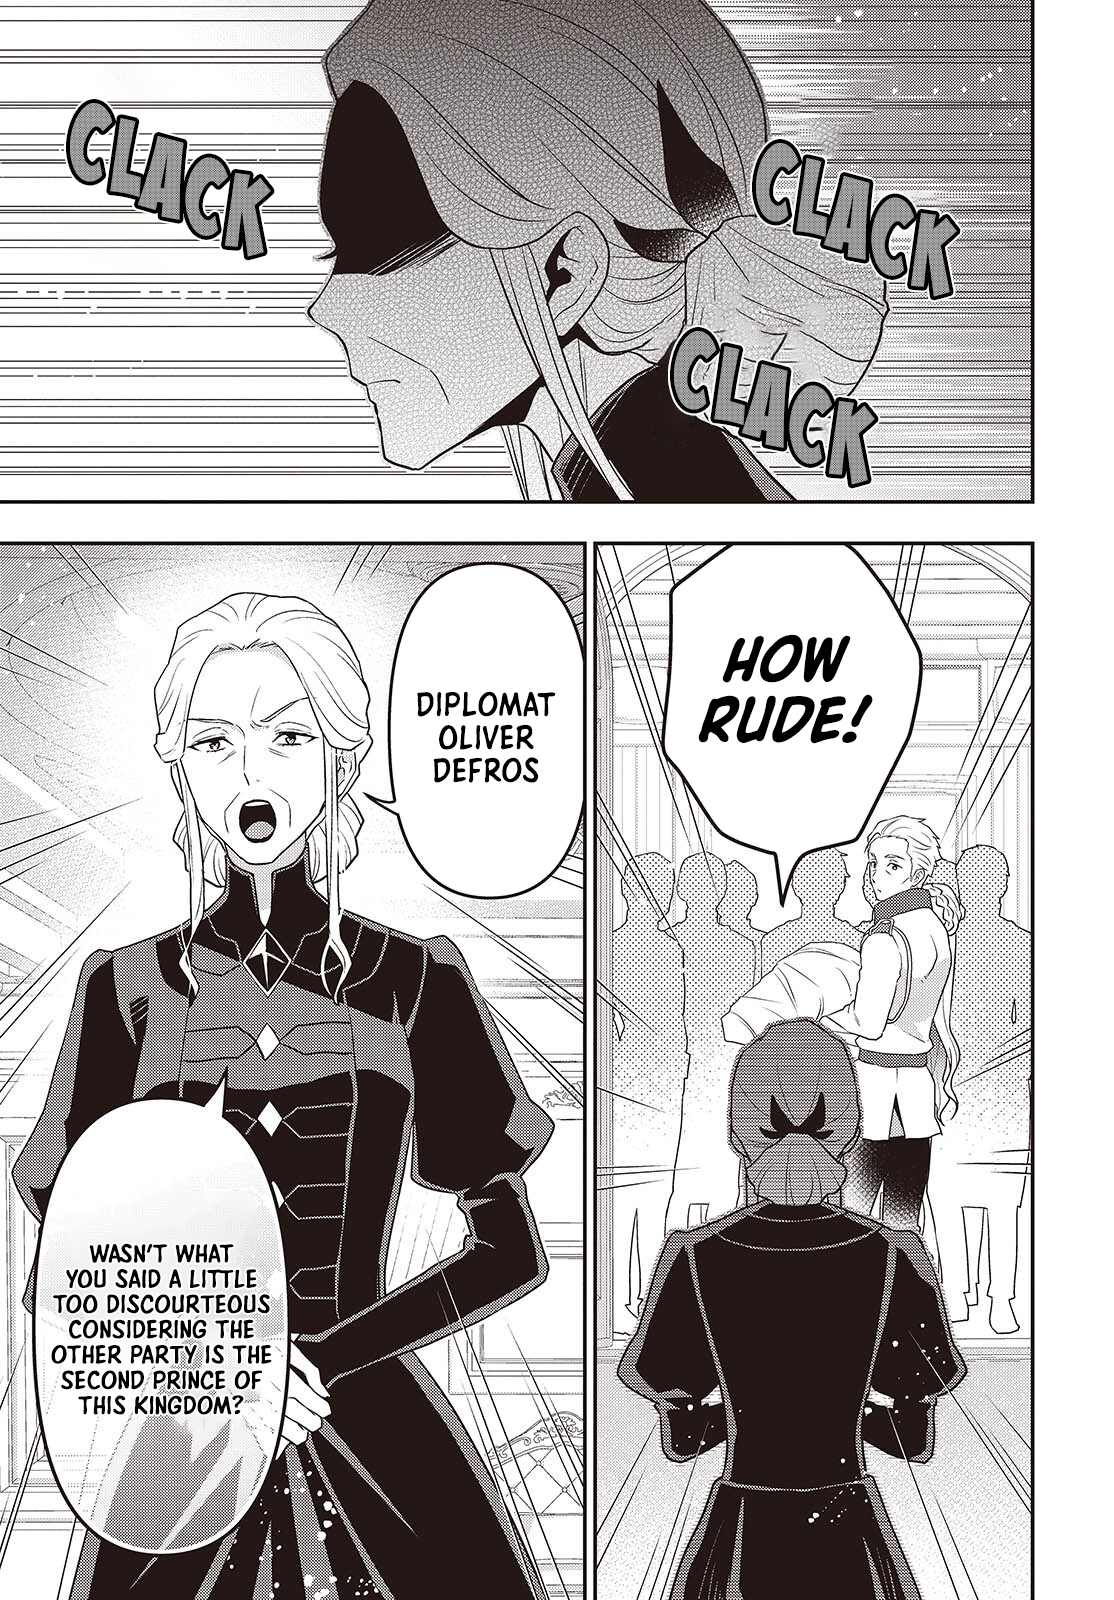 CLACK
CLACK
CLACK
HOW
RUDE!
DIPLOMAT
OLIVER
DEFROS
WASN'T WHAT
YOU SAID A LITTLE
TOO DISCOURTEOUS
CONSIDERING THE
OTHER PARTY IS THE
SECOND PRINCE OF
THIS KINGDOM?